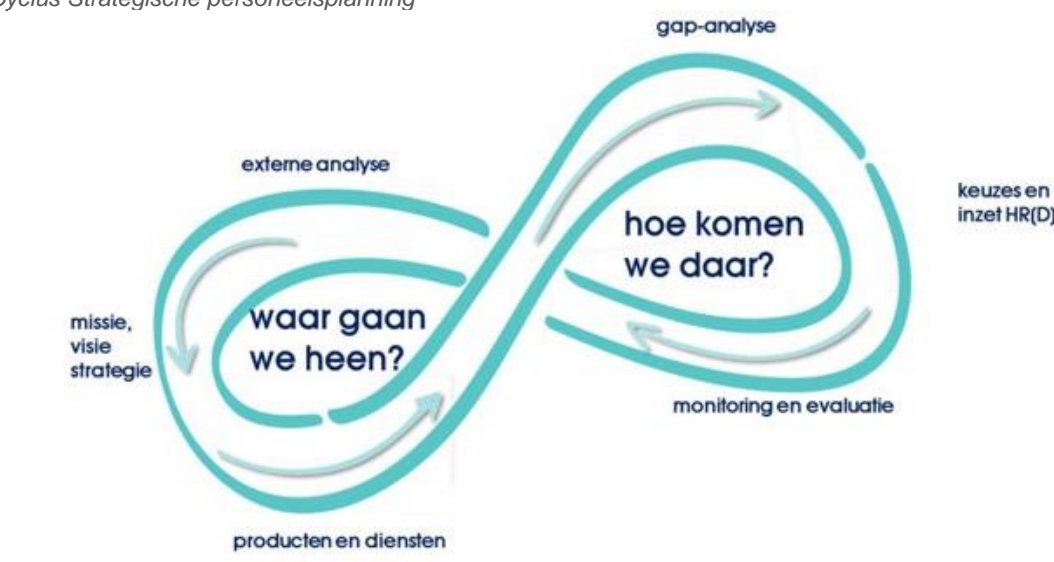 cyclus Strategische personeelsplanning
gap-analyse
externe analyse
keuzes en
inzet HR(D)
hoe komen
we daar?
waar gaan
we heen?
missie,
visie
strategie
monitoring en evaluatie
producten en diensten